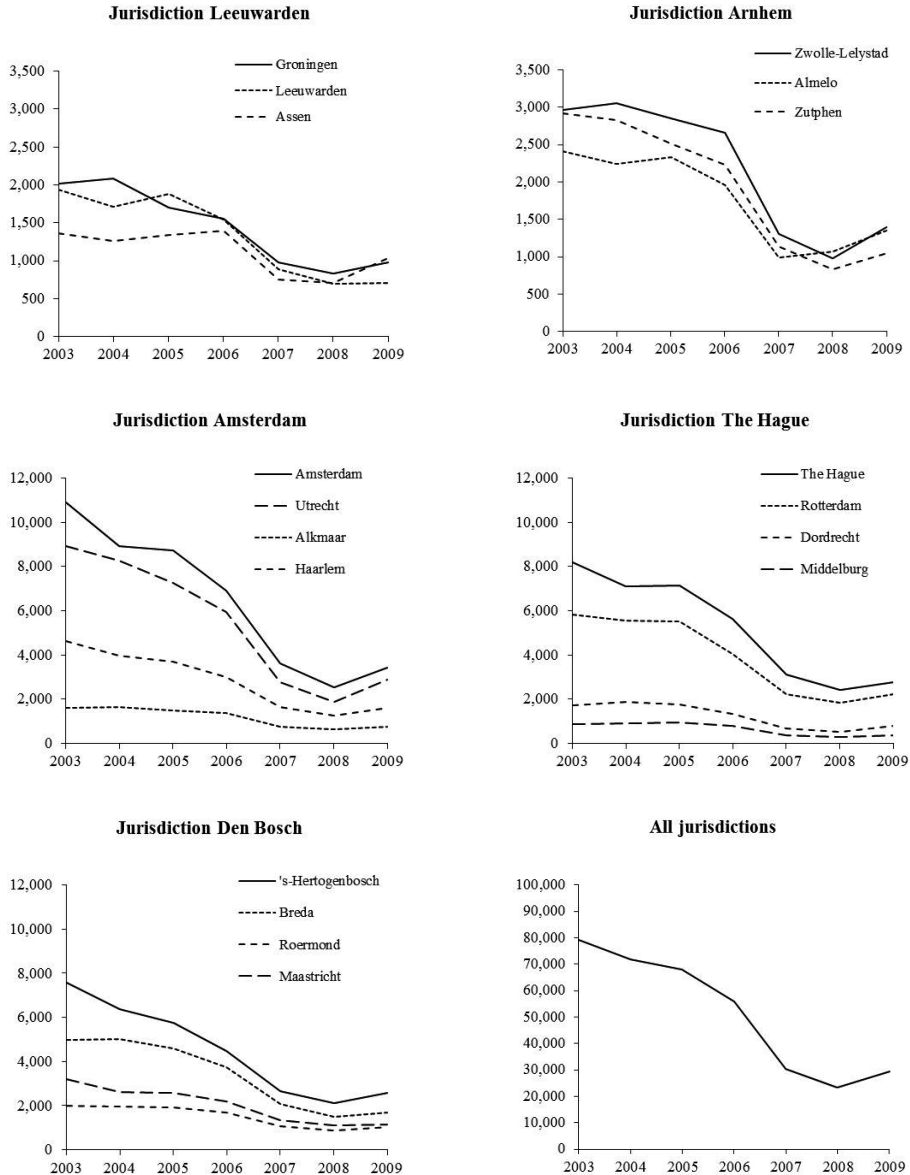 Jurisdiction Leeuwarden
3,500
3,000
2,500
2,000
1,500
1,000
500
0
2003 2004 2005 2006 2007 2008 2009
Groningen
Leeuwarden
Assen
Jurisdiction Arnhem
3,500
3,000
2,500
2,000
1,500
1,000
500
0
2003 2004 2005 2006 2007 2008 2009
Zwolle-Lelystad
Almelo
Zutphen
Jurisdiction Amsterdam
12,000
10,000
8,000
6,000
4,000
2,000
0
2003 2004 2005 2006 2007 2008 2009
Amsterdam
Utrecht
Alkmaar
Haarlem
Jurisdiction The Hague
12,000
10,000
8,000
6,000
4,000
2,000
0
2003 2004 2005 2006 2007 2008 2009
The Hague
Rotterdam
Dordrecht
Middelburg
Jurisdiction Den Bosch
12,000
10,000
8,000
6,000
4,000
2,000
0
2003 2004 2005 2006 2007 2008 2009
's-Hertogenbosch
Breda
Roermond
Maastricht
All jurisdictions
100,000
90,000
80,000
70,000
60,000
50,000
40,000
30,000
20,000
10,000
0
2003 2004 2005 2006 2007 2008 2009